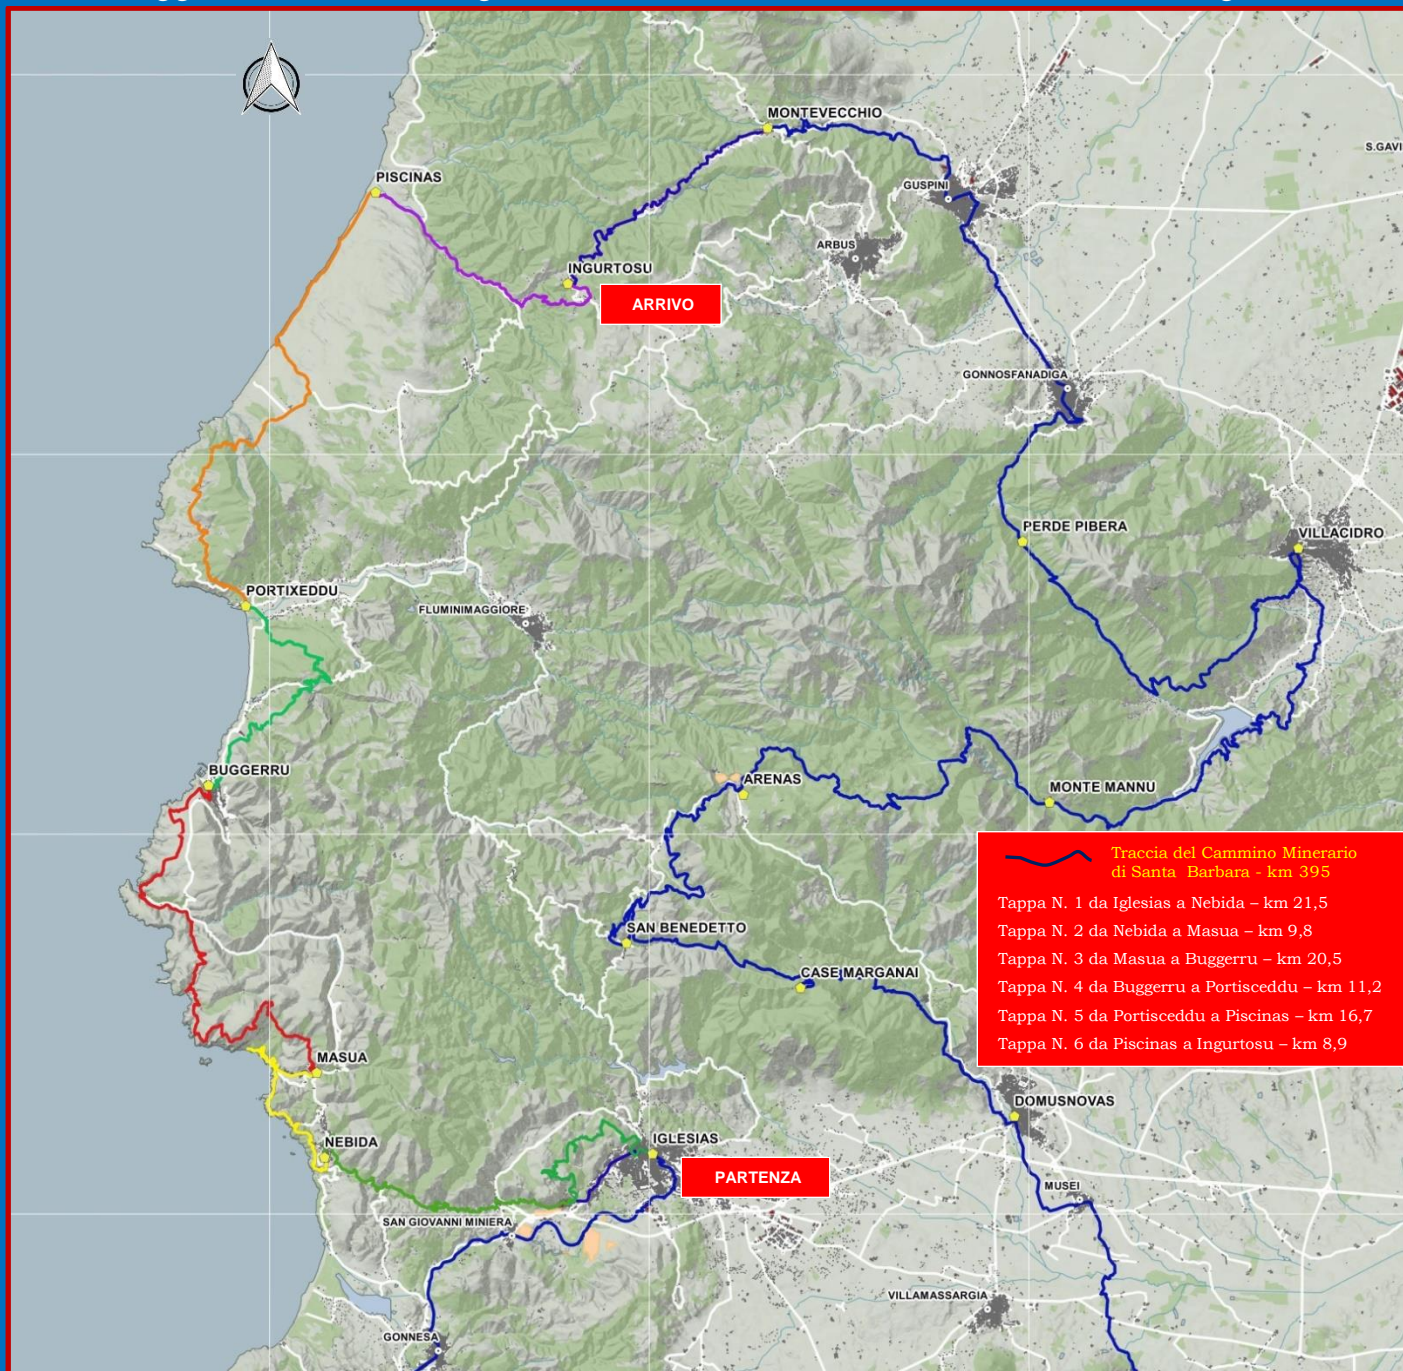 MONTEVECCHIO
S.GAVI
PISCINAS
GUSPINI
ARBUS
INGURTOSU
ARRIVO
GONNOSFANADIGA
PERDE PIBERA
VILLACIDRO
PORTIXEDDU
FLUMINIMAGGIORE
BUGGERRU
ARENAS
MONTE MANNU
Traccia del Cammino Minerario
di Santa Barbara - km 395
Tappa N. 1 da Iglesias a Nebida – km 21,5
Tappa N. 2 da Nebida a Masua – km 9,8
Tappa N. 3 da Masua a Buggerru – km 20,5
Tappa N. 4 da Buggerru a Portisceddu – km 11,2
Tappa N. 5 da Portisceddu a Piscinas – km 16,7
Tappa N. 6 da Piscinas a Ingurtosu – km 8,9
SAN BENEDETTO
CASE MARGANAI
MASUA
DOMUSNOVAS
NEBIDA
IGLESIAS
PARTENZA
MUSEI
SAN GIOVANNI MINIERA
VILLAMASSARGIA
GONNESA